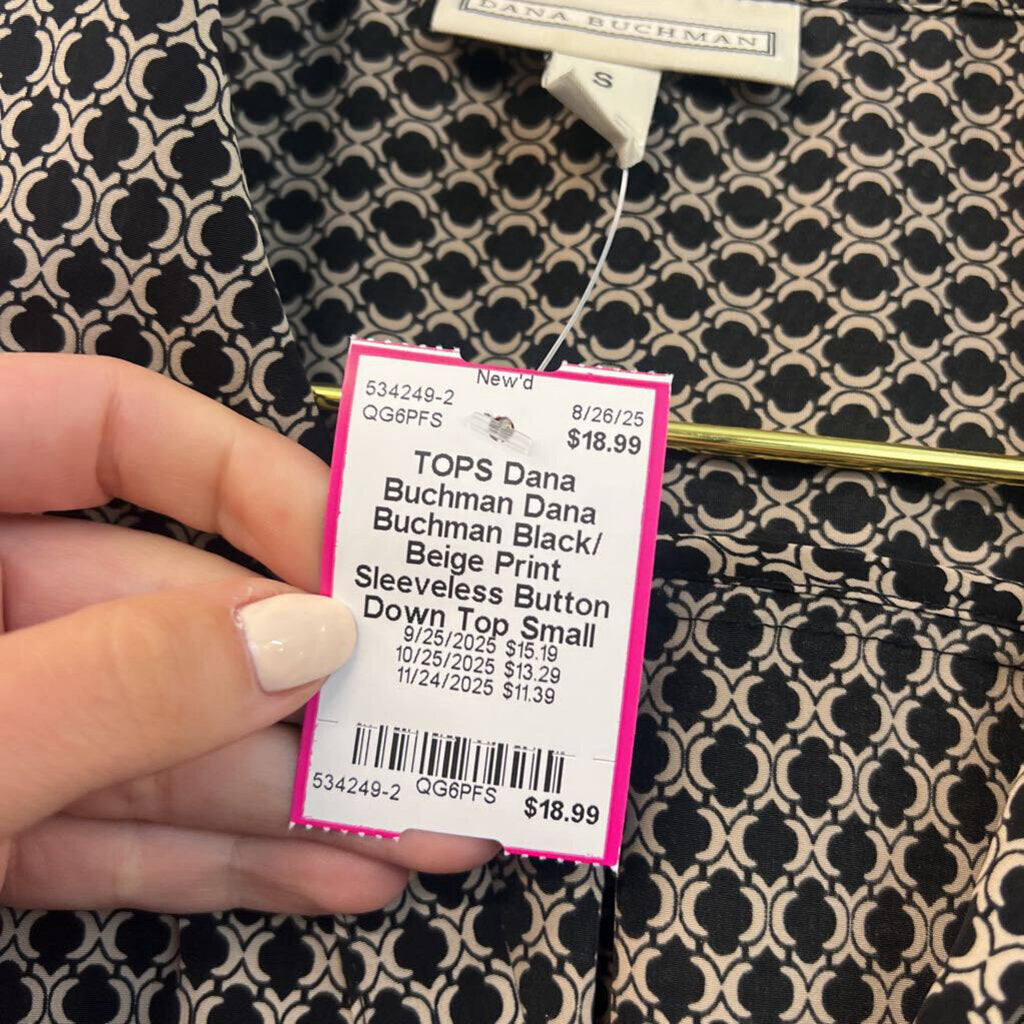 DANA BUCHMAN
S
New'd
534249-2
QG6PFS
8/26/25
$18.99
TOPS Dana
Buchman Dana
Buchman Black/
Beige Print
Sleeveless Button
Down Top Small
9/25/2025 $15.19
10/25/2025 $13.29
11/24/2025 $11.39
534249-2 QG6PFS $18.99